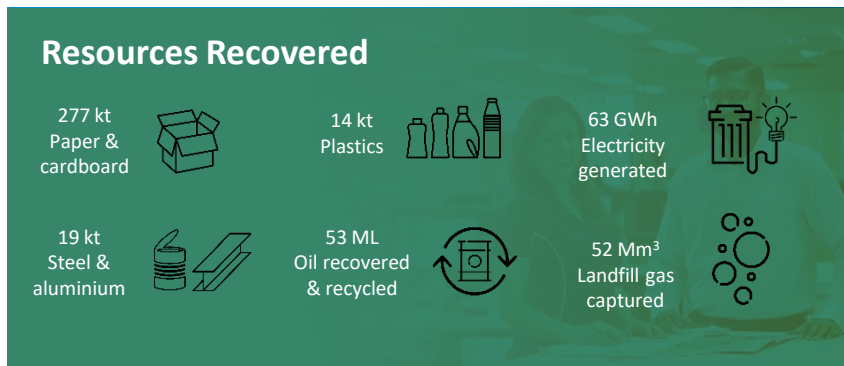 Resources Recovered
277 kt
Paper &
cardboard
14 kt
Plastics
63 GWh
Electricity
generated
19 kt
Steel &
aluminium
53 ML
Oil recovered
& recycled
52 Mm³
Landfill gas
captured